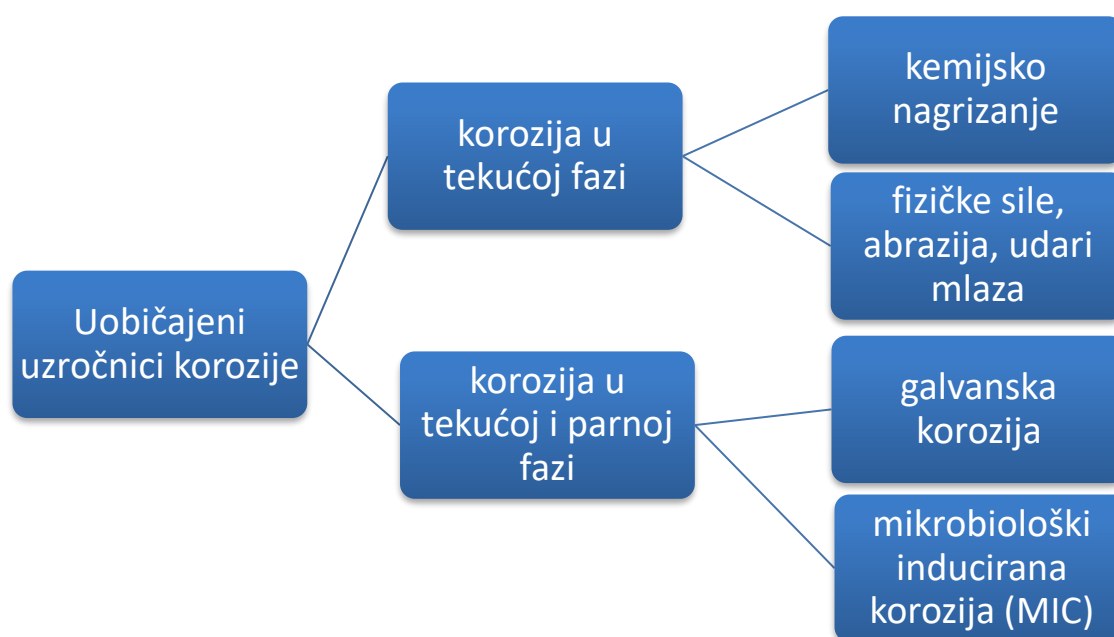 Uobičajeni
uzročnici korozije
korozija u
tekućoj fazi
kemijsko
nagrizanje
fizičke sile,
abrazija, udari
mlaza
korozija u
tekućoj i parnoj
fazi
galvanska
korozija
mikrobiološki
inducirana
korozija (MIC)